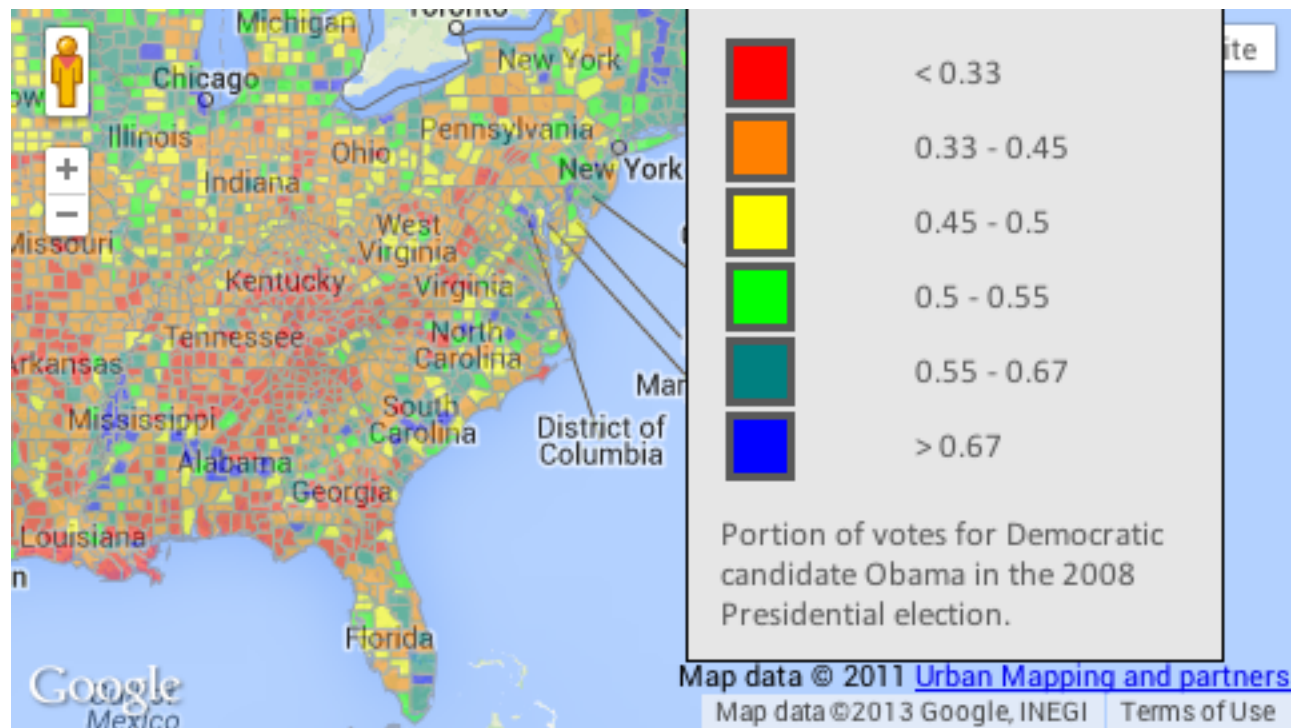 Michigan
Toronto
New York
Chicago
Illinois
Pennsylvania
Ohio
New York
Indiana
West
Virginia
Missouri
Kentucky
Virginia
Tennessee
North
Carolina
Arkansas
Mississippi
South
Carolina
District of
Columbia
Alabama
Georgia
Louisiana
Florida
Google
Mexico
+
−
< 0.33
0.33 - 0.45
0.45 - 0.5
0.5 - 0.55
0.55 - 0.67
> 0.67
Portion of votes for Democratic
candidate Obama in the 2008
Presidential election.
Map data © 2011 Urban Mapping and partners
Map data ©2013 Google, INEGI
Terms of Use